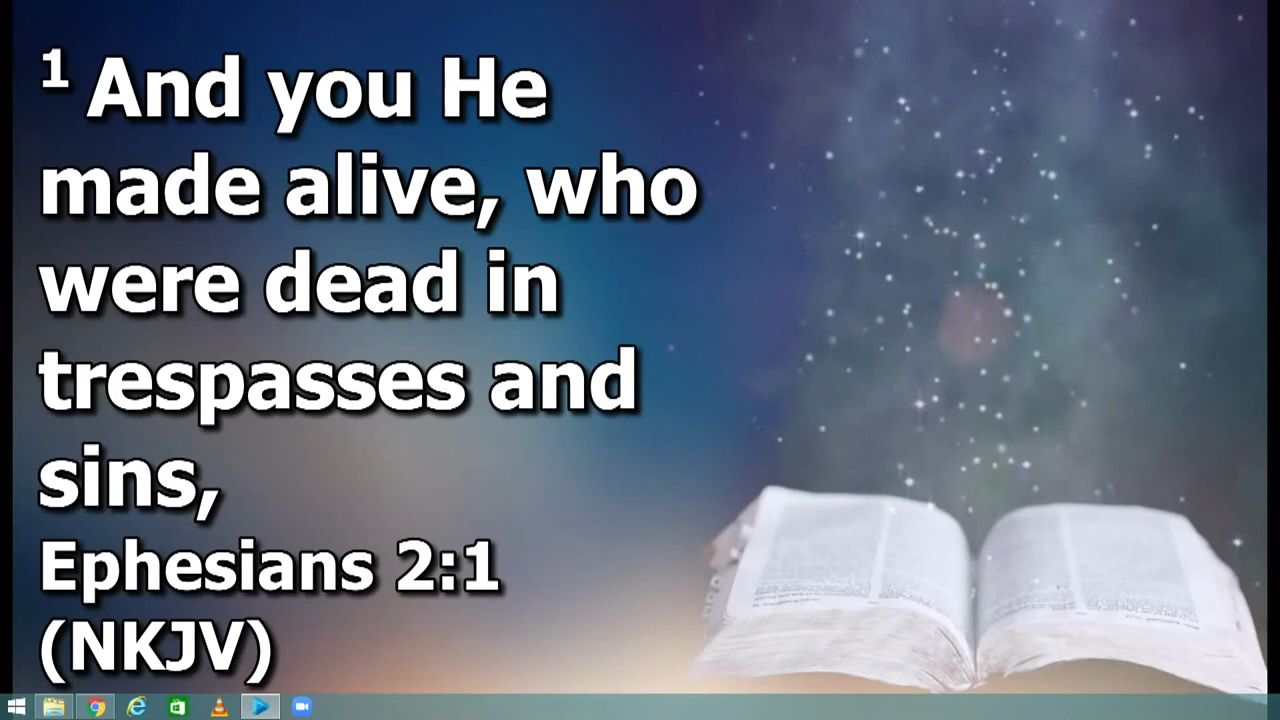 1 And you He
made alive, who
were dead in
trespasses and
sins,
Ephesians 2:1
(NKJV)